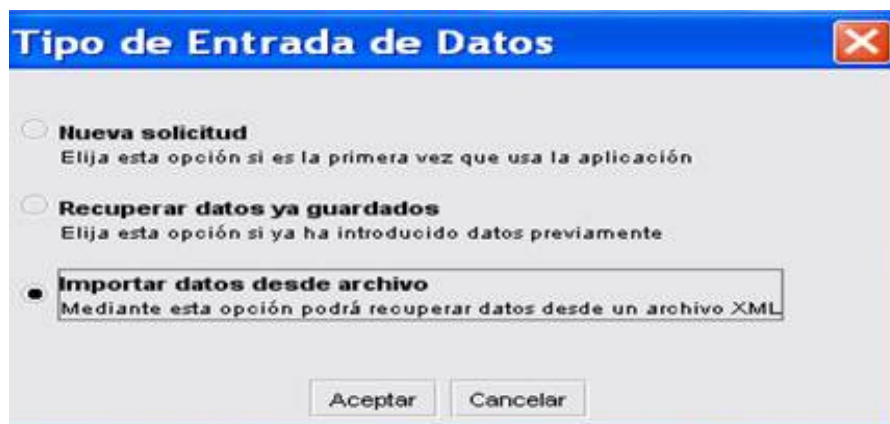 Tipo de Entrada de Datos
Nueva solicitud
Elija esta opción si es la primera vez que usa la aplicación
Recuperar datos ya guardados
Elija esta opción si ya ha introducido datos previamente
Importar datos desde archivo
Mediante esta opción podrá recuperar datos desde un archivo XML
Aceptar Cancelar